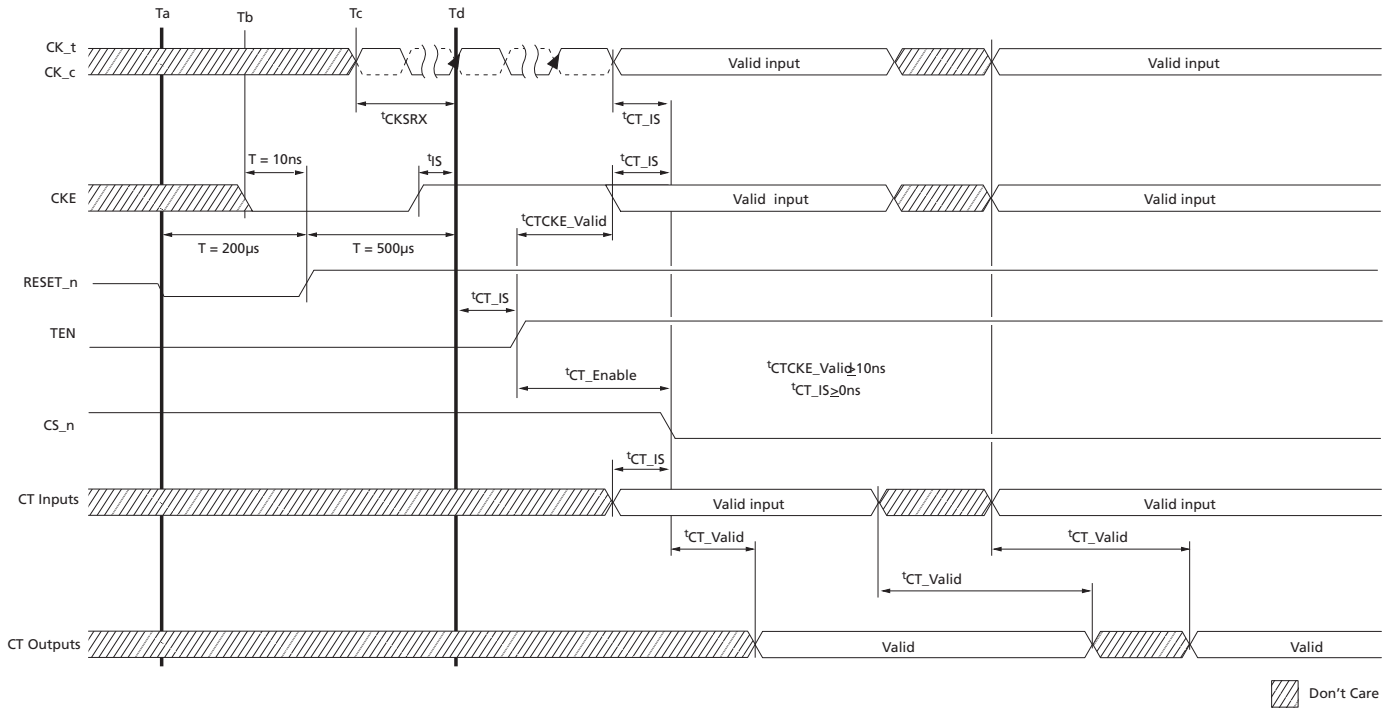 Ta
Tb
Tc
Td
CK_t
CK_c
Valid input
Valid input
tCKSRX
tCT_IS
T = 10ns
tIS
tCT_IS
CKE
Valid input
Valid input
tCTCKE_Valid
T = 200µs
T = 500µs
RESET_n
tCT_IS
TEN
tCT_Enable
tCTCKE_Valid≥10ns
tCT_IS≥0ns
CS_n
tCT_IS
CT Inputs
Valid input
Valid input
tCT_Valid
tCT_Valid
tCT_Valid
CT Outputs
Valid
Valid
Don't Care